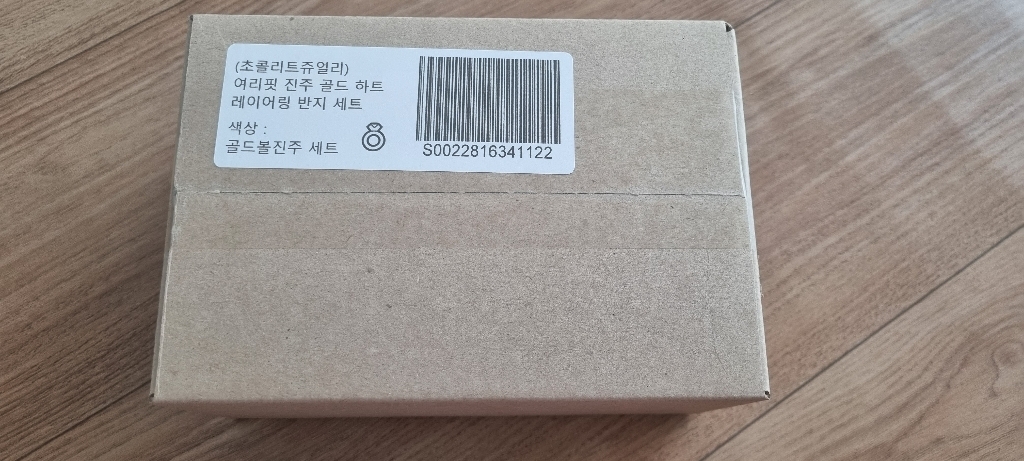 (초콜리트쥬얼리)
여리핏 진주 골드 하트
레이어링 반지 세트
색상 :
골드볼진주 세트
S0022816341122